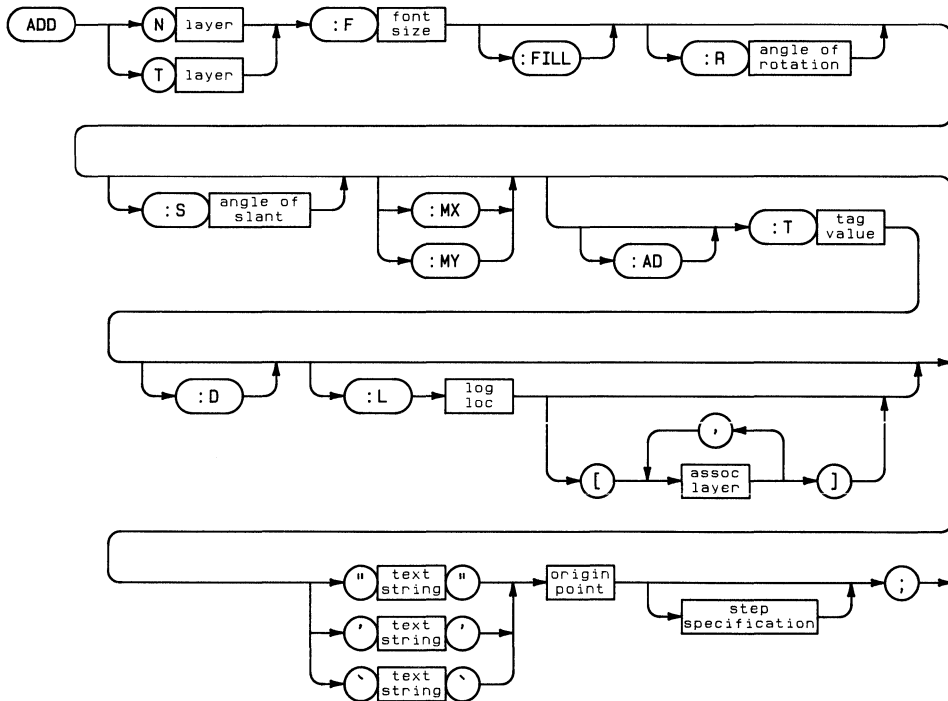 ADD N layer :F font size :FILL :R angle of rotation
T layer
:S angle of slant :MX :AD :T tag value
:MY
:D :L log loc
,
[ assoc layer ]
" text string " origin point step specification ;
' text string '
` text string `